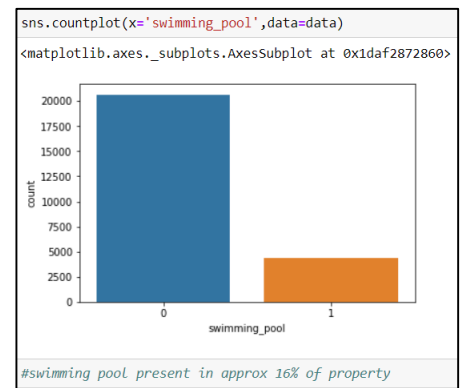 sns.countplot(x='swimming_pool',data=data)
<matplotlib.axes._subplots.AxesSubplot at 0x1daf2872860>
20000
17500
15000
12500
10000
7500
5000
2500
0
count
0 1
swimming_pool
#swimming pool present in approx 16% of property